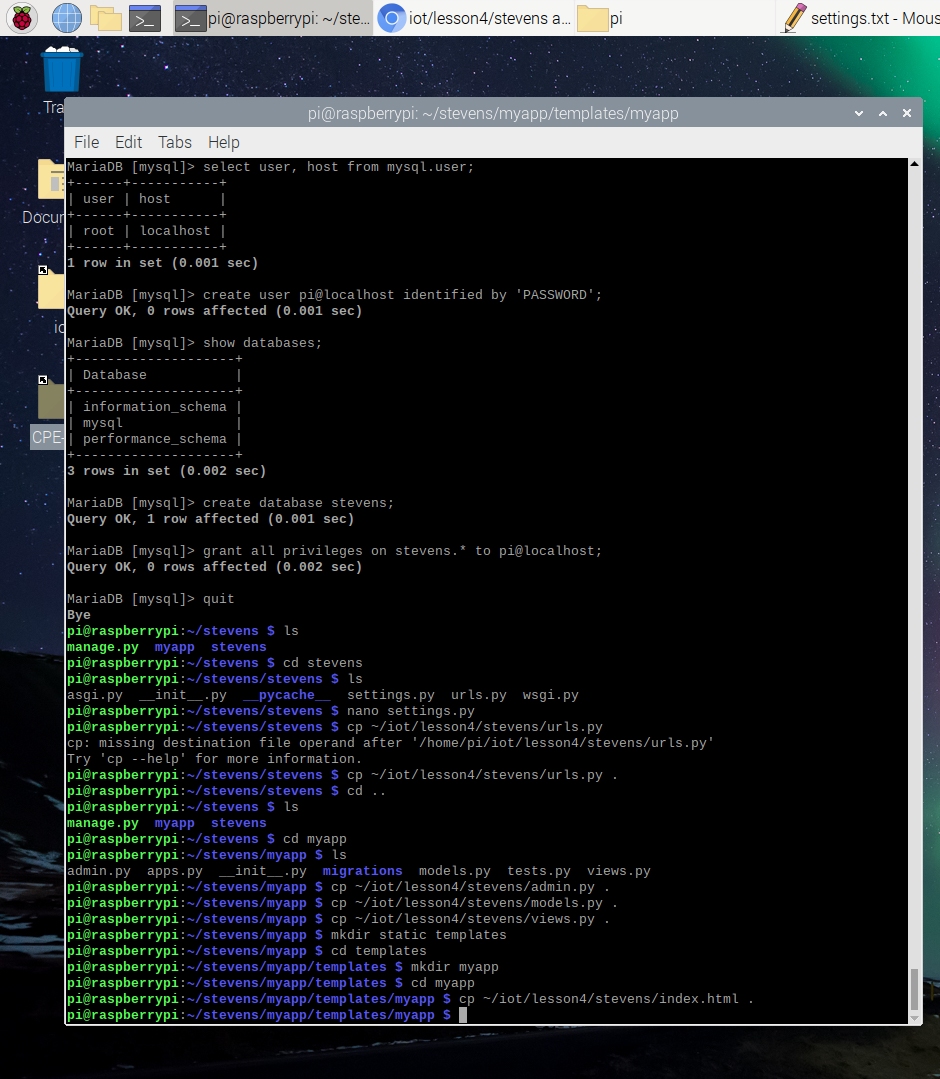 pi@raspberrypi: ~/ste...
iot/lesson4/stevens a...
pi
settings.txt - Mous
Tra
Docum
io
CPE-
pi@raspberrypi: ~/stevens/myapp/templates/myapp
File Edit Tabs Help
MariaDB [mysql]> select user, host from mysql.user;
+------+-----------+
| user | host      |
+------+-----------+
| root | localhost |
+------+-----------+
1 row in set (0.001 sec)
MariaDB [mysql]> create user pi@localhost identified by 'PASSWORD';
Query OK, 0 rows affected (0.001 sec)
MariaDB [mysql]> show databases;
+--------------------+
| Database           |
+--------------------+
| information_schema |
| mysql              |
| performance_schema |
+--------------------+
3 rows in set (0.002 sec)
MariaDB [mysql]> create database stevens;
Query OK, 1 row affected (0.001 sec)
MariaDB [mysql]> grant all privileges on stevens.* to pi@localhost;
Query OK, 0 rows affected (0.002 sec)
MariaDB [mysql]> quit
Bye
pi@raspberrypi:~/stevens $ ls
manage.py  myapp  stevens
pi@raspberrypi:~/stevens $ cd stevens
pi@raspberrypi:~/stevens/stevens $ ls
asgi.py  __init__.py  __pycache__  settings.py  urls.py  wsgi.py
pi@raspberrypi:~/stevens/stevens $ nano settings.py
pi@raspberrypi:~/stevens/stevens $ cp ~/iot/lesson4/stevens/urls.py
cp: missing destination file operand after '/home/pi/iot/lesson4/stevens/urls.py'
Try 'cp --help' for more information.
pi@raspberrypi:~/stevens/stevens $ cp ~/iot/lesson4/stevens/urls.py .
pi@raspberrypi:~/stevens/stevens $ cd ..
pi@raspberrypi:~/stevens $ ls
manage.py  myapp  stevens
pi@raspberrypi:~/stevens $ cd myapp
pi@raspberrypi:~/stevens/myapp $ ls
admin.py  apps.py  __init__.py  migrations  models.py  tests.py  views.py
pi@raspberrypi:~/stevens/myapp $ cp ~/iot/lesson4/stevens/admin.py .
pi@raspberrypi:~/stevens/myapp $ cp ~/iot/lesson4/stevens/models.py .
pi@raspberrypi:~/stevens/myapp $ cp ~/iot/lesson4/stevens/views.py .
pi@raspberrypi:~/stevens/myapp $ mkdir static templates
pi@raspberrypi:~/stevens/myapp $ cd templates
pi@raspberrypi:~/stevens/myapp/templates $ mkdir myapp
pi@raspberrypi:~/stevens/myapp/templates $ cd myapp
pi@raspberrypi:~/stevens/myapp/templates/myapp $ cp ~/iot/lesson4/stevens/index.html .
pi@raspberrypi:~/stevens/myapp/templates/myapp $